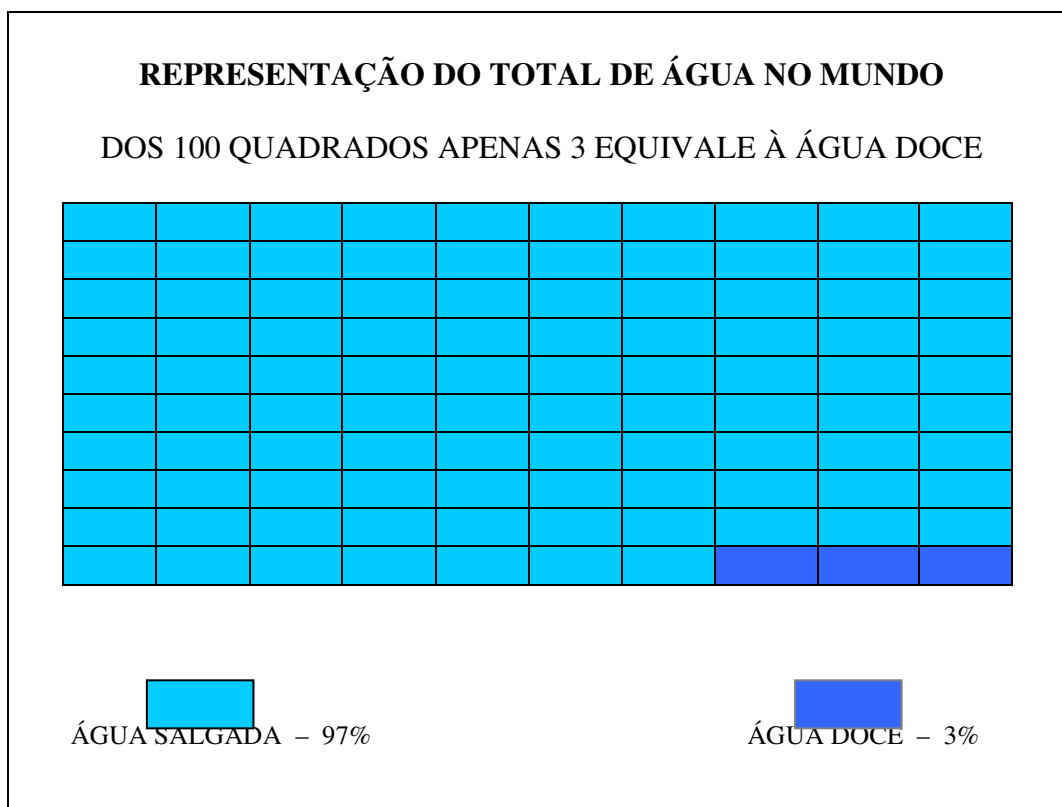 REPRESENTAÇÃO DO TOTAL DE ÁGUA NO MUNDO
DOS 100 QUADRADOS APENAS 3 EQUIVALE À ÁGUA DOCE
ÁGUA SALGADA – 97%
ÁGUA DOCE – 3%